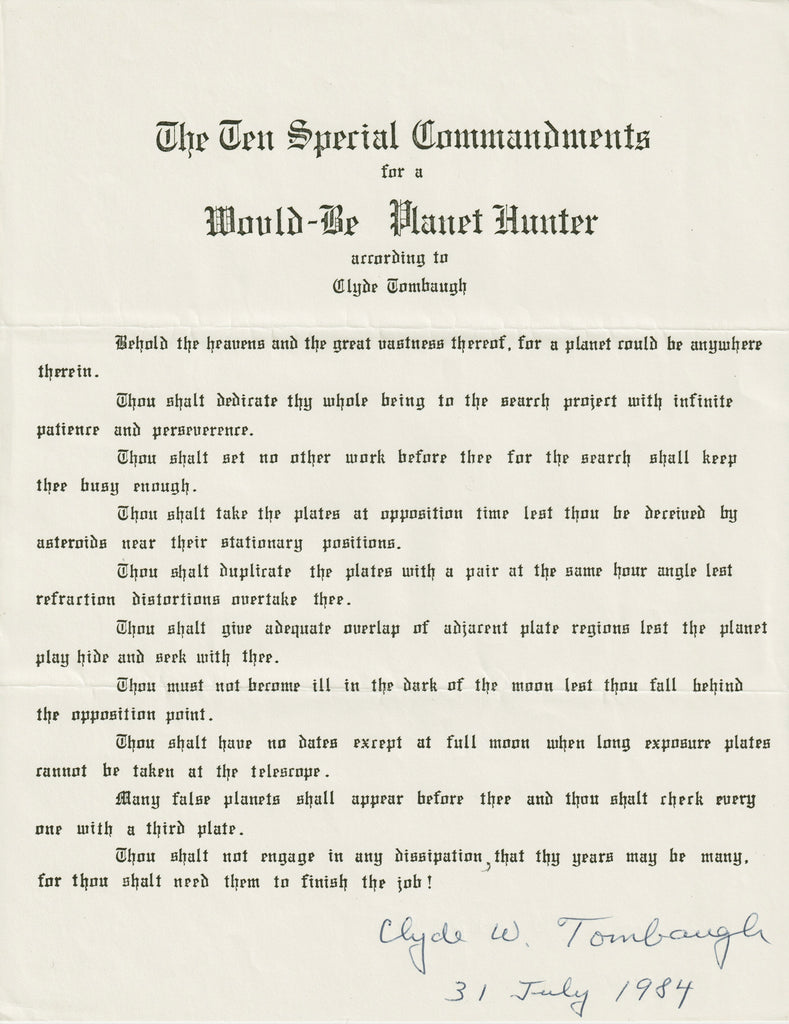 The Ten Special Commandments
for a
Would-Be Planet Hunter
according to
Clyde Tombaugh
Behold the heavens and the great vastness thereof, for a planet could be anywhere
therein.
Thou shalt dedicate thy whole being to the search project with infinite
patience and perseverence.
Thou shalt set no other work before thee for the search shall keep
thee busy enough.
Thou shalt take the plates at opposition time lest thou be deceived by
asteroids near their stationary positions.
Thou shalt duplicate the plates with a pair at the same hour angle lest
refraction distortions overtake thee.
Thou shalt give adequate overlap of adjacent plate regions lest the planet
play hide and seek with thee.
Thou must not become ill in the dark of the moon lest thou fall behind
the opposition point.
Thou shalt have no dates except at full moon when long exposure plates
cannot be taken at the telescope.
Many false planets shall appear before thee and thou shalt check every
one with a third plate.
Thou shalt not engage in any dissipation, that thy years may be many,
for thou shalt need them to finish the job!
Clyde W. Tombaugh
31 July 1984